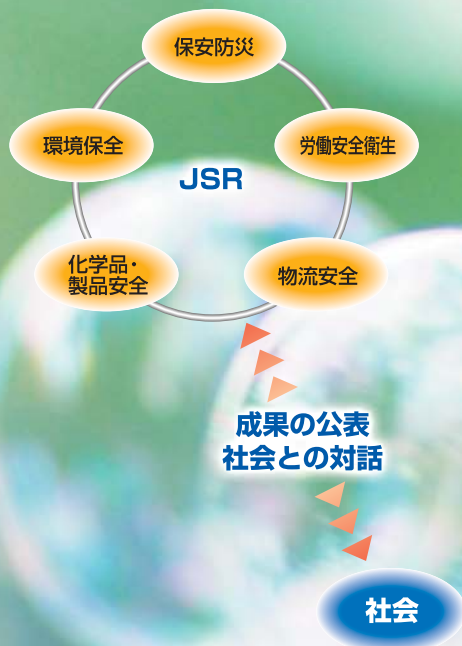 保安防災
環境保全
労働安全衛生
JSR
化学品・
製品安全
物流安全
成果の公表
社会との対話
社会